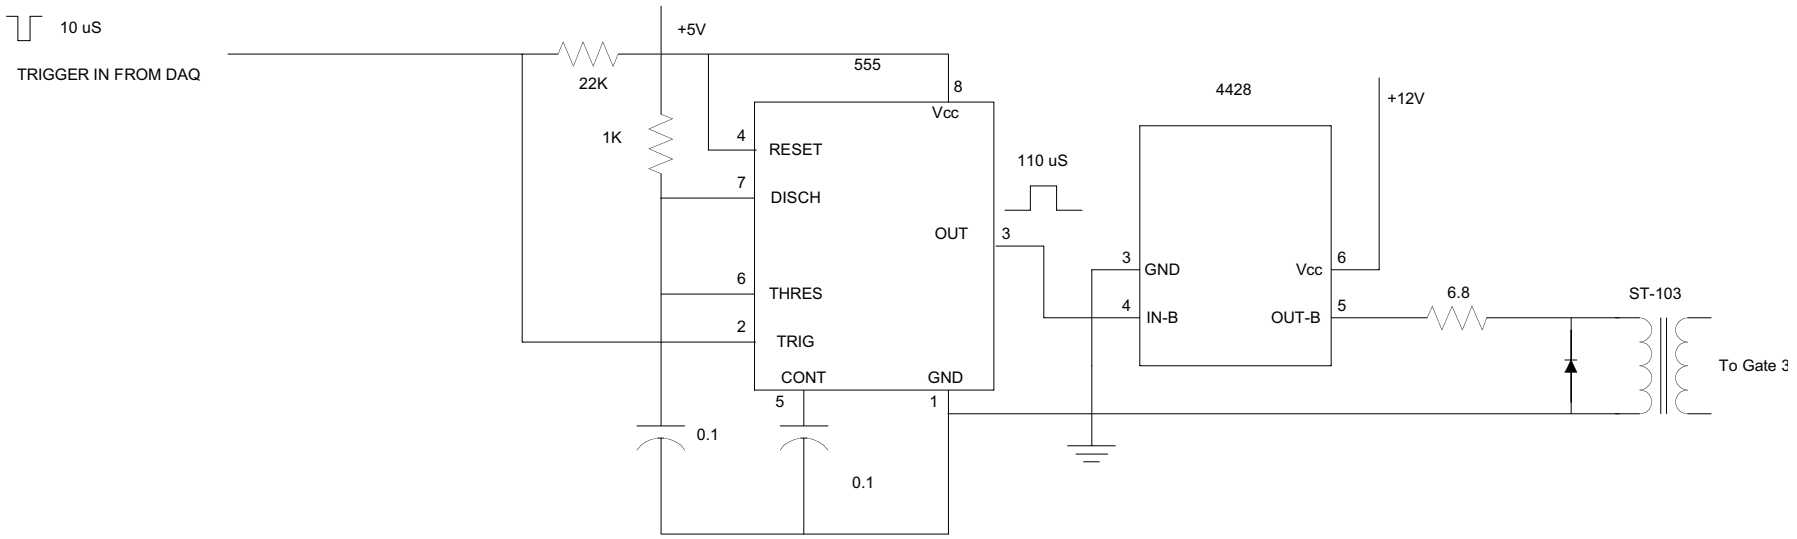 10 uS
TRIGGER IN FROM DAQ
22K
+5V
1K
555
8
Vcc
4
RESET
7
DISCH
OUT
3
6
THRES
2
TRIG
CONT
GND
5
1
0.1
0.1
110 uS
4428
+12V
3
GND
Vcc
6
4
IN-B
OUT-B
5
6.8
ST-103
To Gate 3